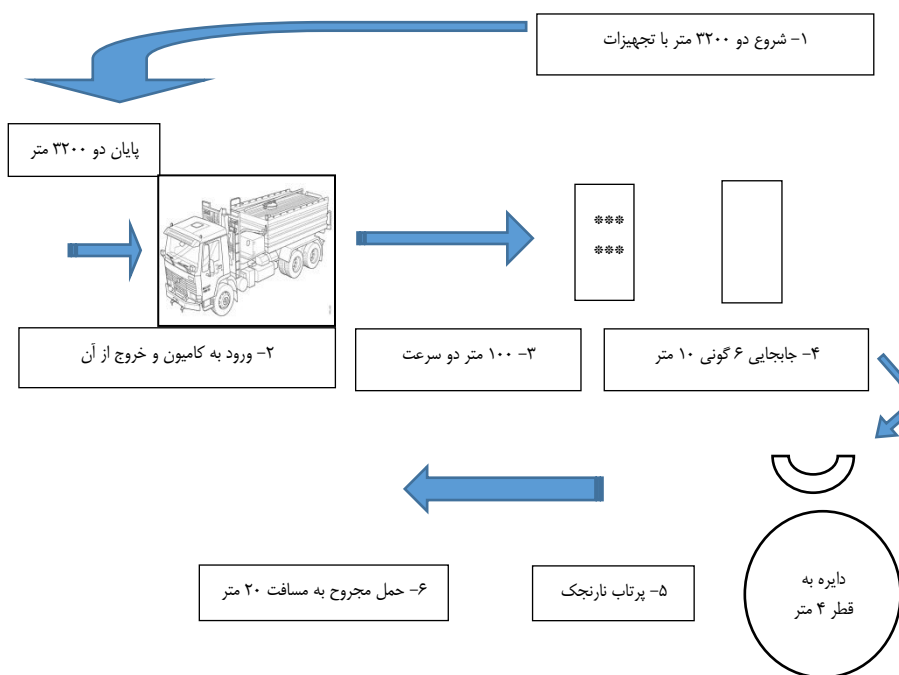 ۱- شروع دو ۳۲۰۰ متر با تجهیزات
پایان دو ۳۲۰۰ متر
***
***
۲- ورود به کامیون و خروج از آن
۳- ۱۰۰ متر دو سرعت
۴- جابجایی ۶ گونی ۱۰ متر
دایره به
قطر ۴ متر
۵- پرتاب نارنجک
۶- حمل مجروح به مسافت ۲۰ متر